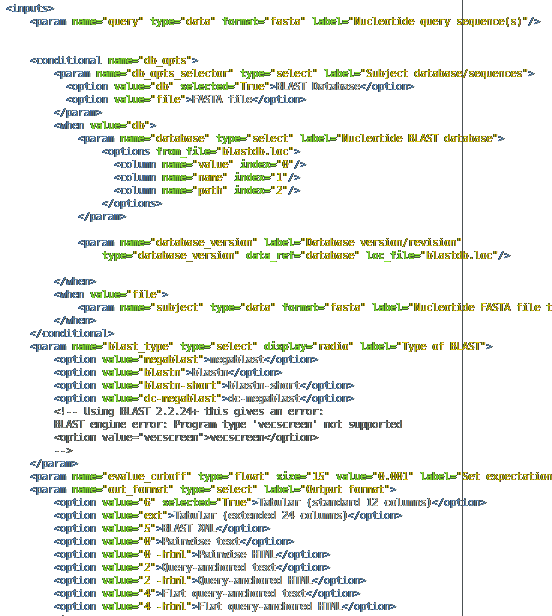 <inputs>
<param name="query" type="data" format="fasta" label="Nucleotide query sequence(s)"/>
<conditional name="db_opts">
<param name="db_opts_selector" type="select" label="Subject database/sequences">
<option value="db" selected="True">BLAST Database</option>
<option value="file">FASTA file</option>
</param>
<when value="db">
<param name="database" type="select" label="Nucleotide BLAST database">
<options from_file="blastdb.loc">
<column name="value" index="0"/>
<column name="name" index="1"/>
<column name="path" index="2"/>
</options>
</param>
<param name="database_version" label="Database version/revision"
type="database_version" data_ref="database" loc_file="blastdb.loc"/>
</when>
<when value="file">
<param name="subject" type="data" format="fasta" label="Nucleotide FASTA file t
</when>
</conditional>
<param name="blast_type" type="select" display="radio" label="Type of BLAST">
<option value="megablast">megablast</option>
<option value="blastn">blastn</option>
<option value="blastn-short">blastn-short</option>
<option value="dc-megablast">dc-megablast</option>
<!-- Using BLAST 2.2.24+ this gives an error:
BLAST engine error: Program type 'vecscreen' not supported
<option value="vecscreen">vecscreen</option>
-->
</param>
<param name="evalue_cutoff" type="float" size="15" value="0.001" label="Set expectation
<param name="out_format" type="select" label="Output format">
<option value="6" selected="True">Tabular (standard 12 columns)</option>
<option value="ext">Tabular (extended 24 columns)</option>
<option value="5">BLAST XML</option>
<option value="0">Pairwise text</option>
<option value="0 -html">Pairwise HTML</option>
<option value="2">Query-anchored text</option>
<option value="2 -html">Query-anchored HTML</option>
<option value="4">Flat query-anchored text</option>
<option value="4 -html">Flat query-anchored HTML</option>